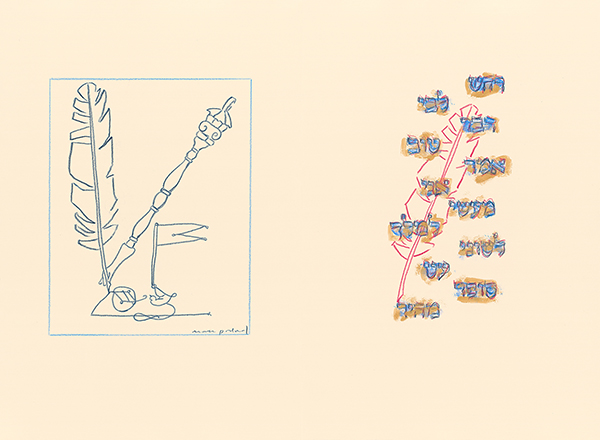 רחש
לבי
דבר
טוב
אמר
אני
מעשי
למלך
לשוני
עט
סופר
מהיר